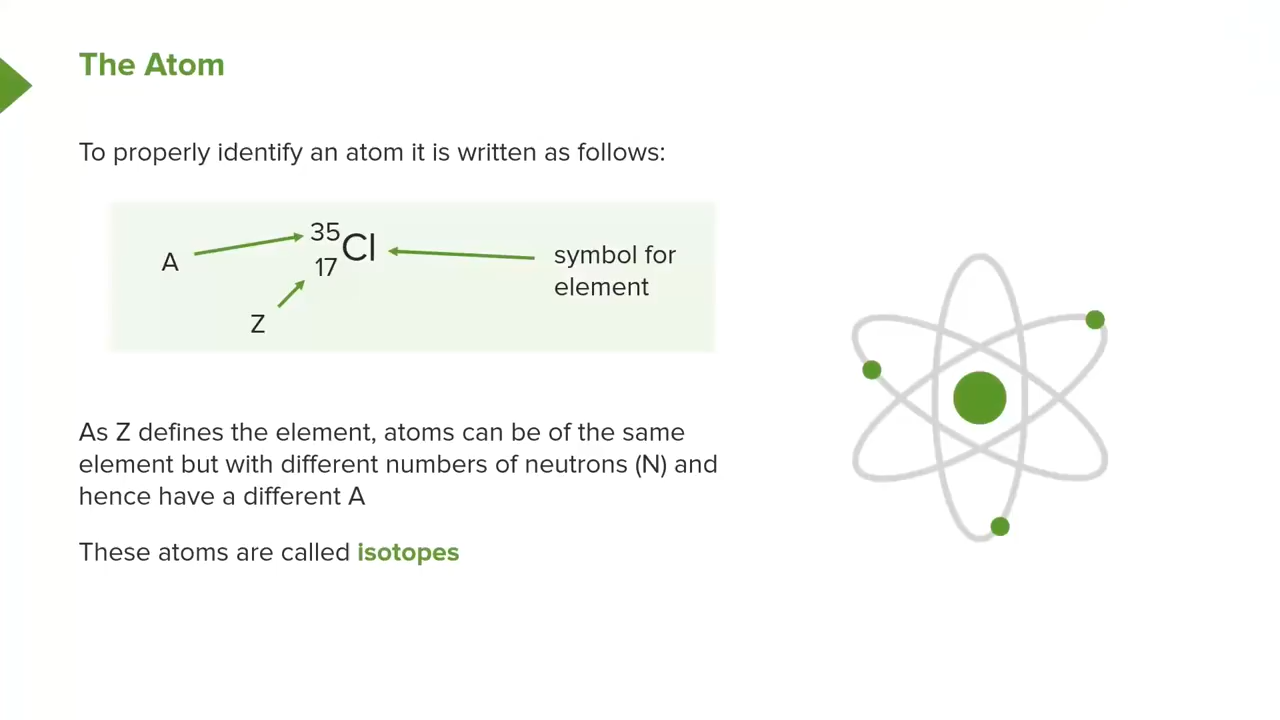 The Atom
To properly identify an atom it is written as follows:
35
A
Cl
17
symbol for
element
Z
As Z defines the element, atoms can be of the same
element but with different numbers of neutrons (N) and
hence have a different A
These atoms are called isotopes